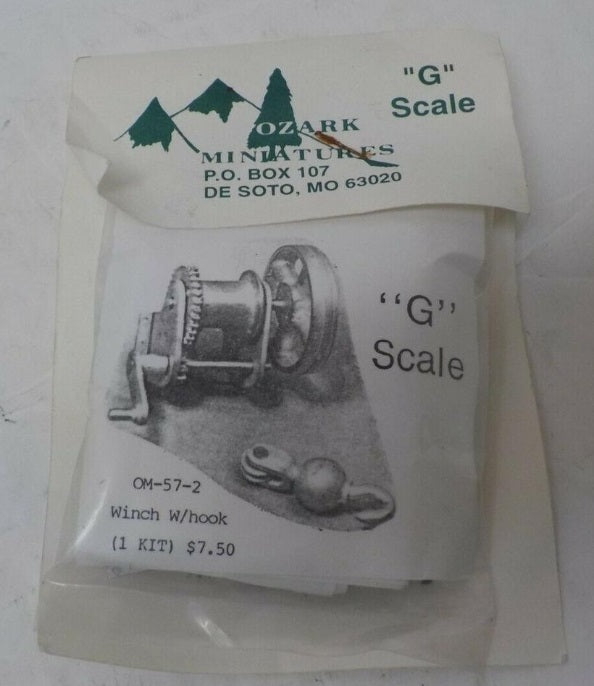 "G"
Scale
OZARK
MINIATURES
P.O. BOX 107
DE SOTO, MO 63020
"G"
Scale
OM-57-2
Winch W/hook
(1 KIT) $7.50